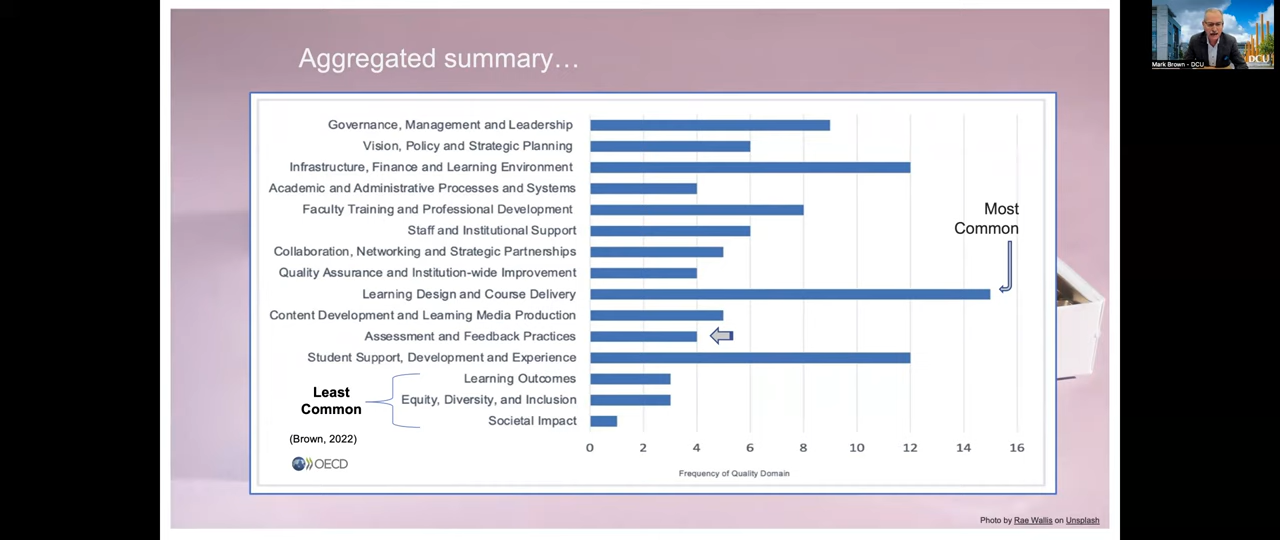 Aggregated summary…
Governance, Management and Leadership
Vision, Policy and Strategic Planning
Infrastructure, Finance and Learning Environment
Academic and Administrative Processes and Systems
Faculty Training and Professional Development
Staff and Institutional Support
Collaboration, Networking and Strategic Partnerships
Quality Assurance and Institution-wide Improvement
Learning Design and Course Delivery
Content Development and Learning Media Production
Assessment and Feedback Practices
Student Support, Development and Experience
Learning Outcomes
Equity, Diversity, and Inclusion
Societal Impact
Most
Common
Least
Common
(Brown, 2022)
OECD
0 2 4 6 8 10 12 14 16
Frequency of Quality Domain
Photo by Rae Wallis on Unsplash
Mark Brown - DCU
DCU